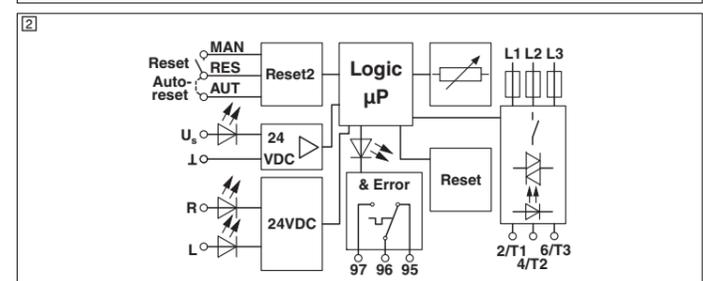 2
MAN
Reset
RES
Auto-
reset
AUT
Reset2
Logic
µP
L1 L2 L3
Us
24
VDC
⊥
& Error
Reset
R
24VDC
L
97 96 95
2/T1
4/T2
6/T3